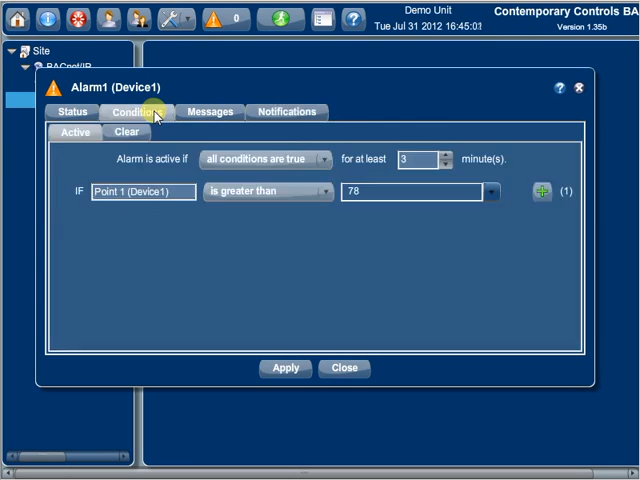 0
Demo Unit
Tue Jul 31 2012 16:45:01
Contemporary Controls BA
Version 1.35b
Site
BACnet/IP
Alarm1 (Device1)
Status
Conditions
Messages
Notifications
Active
Clear
Alarm is active if
all conditions are true
for at least
3
minute(s).
IF
Point 1 (Device1)
is greater than
78
(1)
Apply
Close